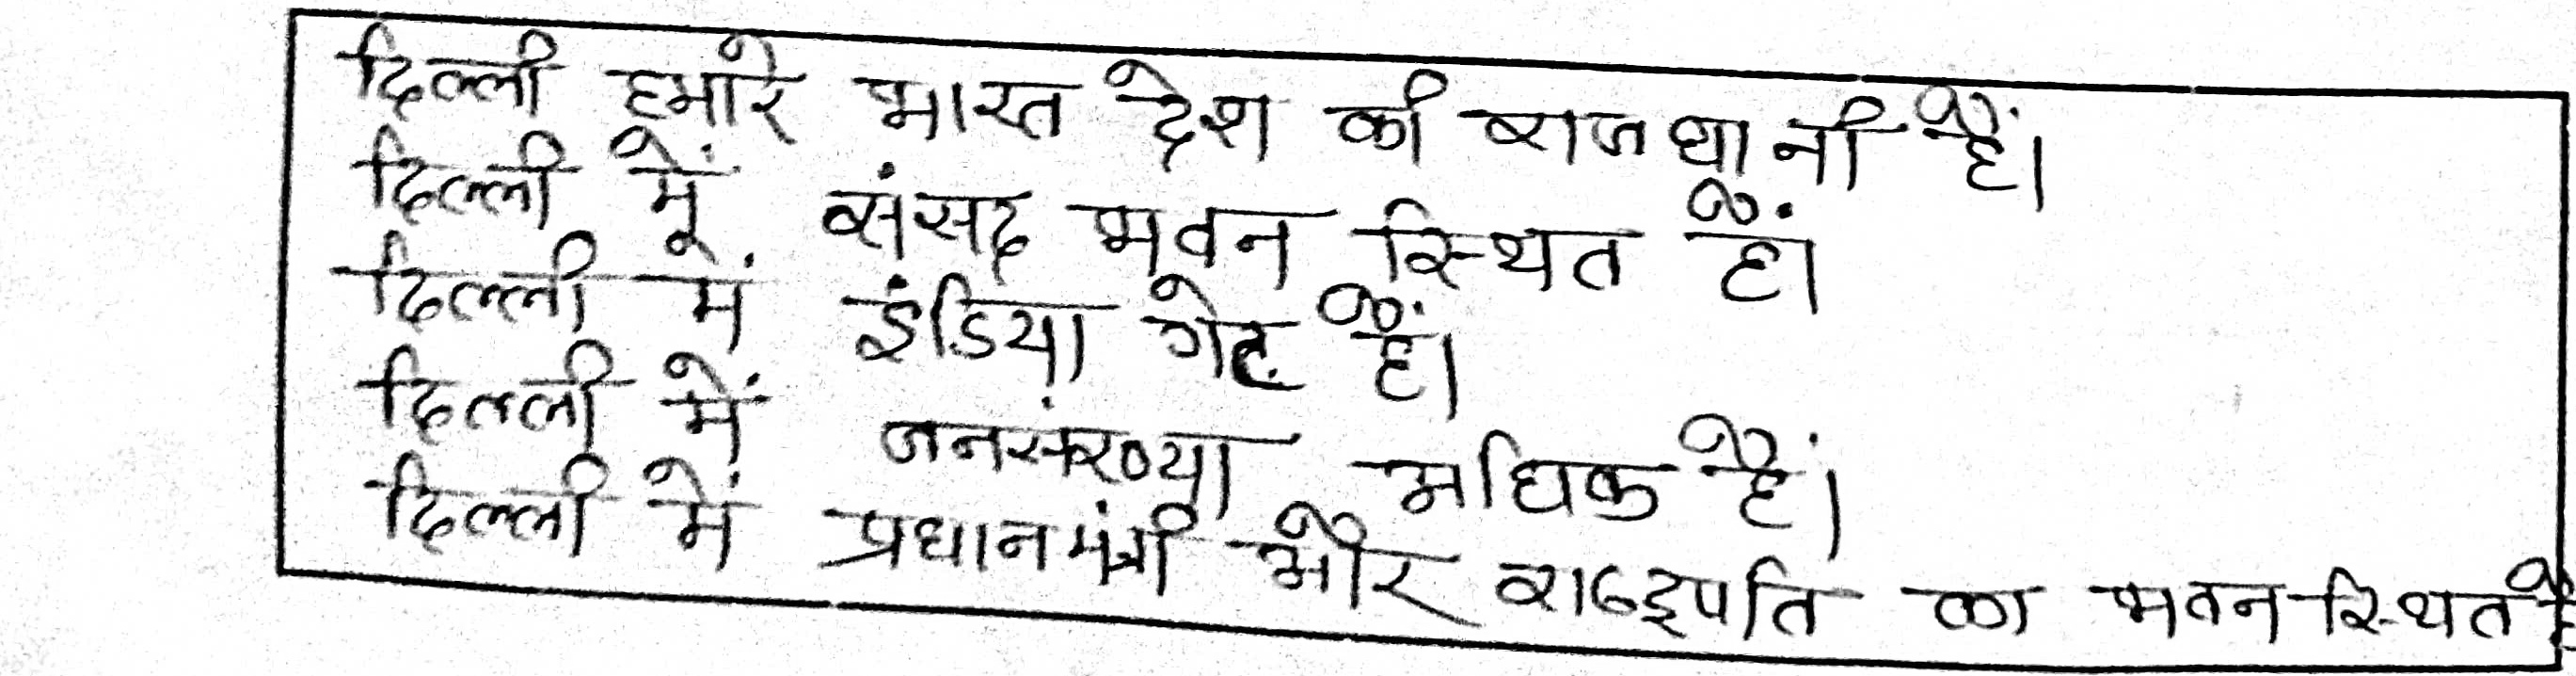 दिल्ली हमारे भारत देश की राजधानी हैं।
दिल्ली में संसद भवन स्थित हैं।
दिल्ली में इंडिया गेट हैं।
दिल्ली में जनसंख्या अधिक हैं।
दिल्ली में प्रधानमंत्री और राष्ट्रपति का भवन स्थित है